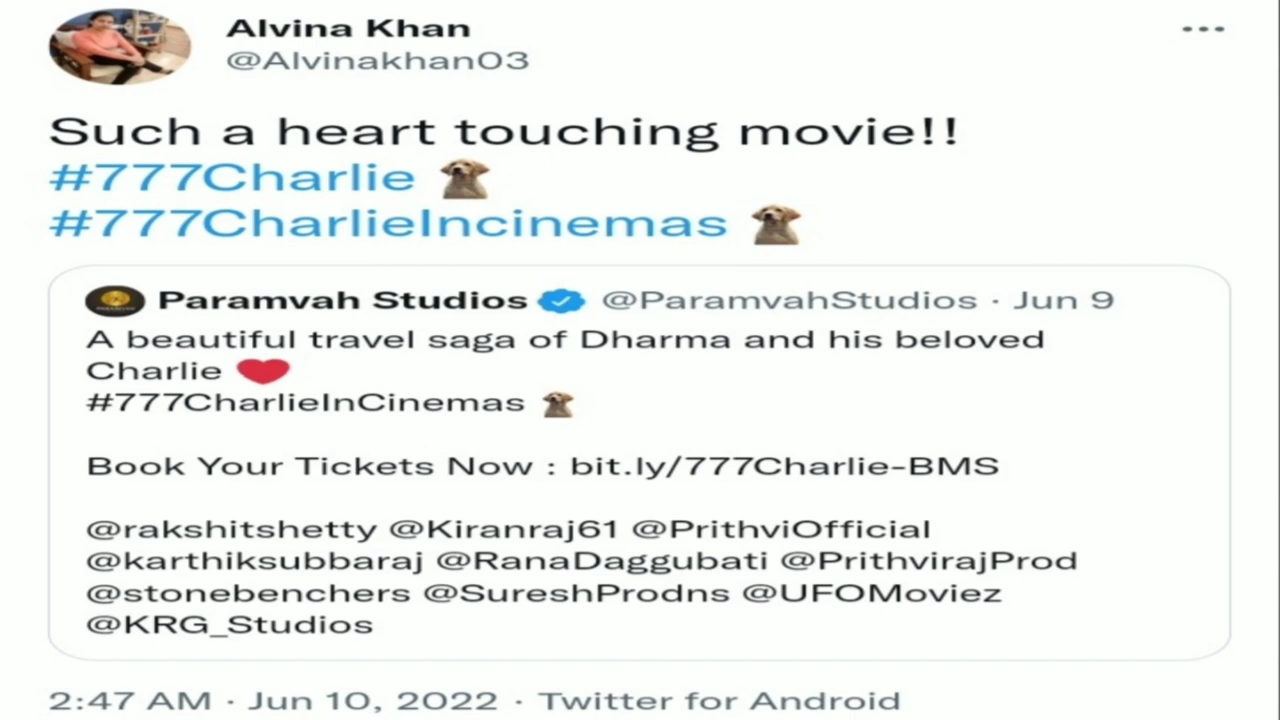 Alvina Khan
@Alvinakhan03
Such a heart touching movie!!
#777Charlie
#777CharlieIncinemas
Paramvah Studios @ParamvahStudios · Jun 9
A beautiful travel saga of Dharma and his beloved
Charlie ❤️
#777CharlieInCinemas
Book Your Tickets Now : bit.ly/777Charlie-BMS
@rakshitshetty @Kiranraj61 @PrithviOfficial
@karthiksubbaraj @RanaDaggubati @PrithvirajProd
@stonebenchers @SureshProdns @UFOMoviez
@KRG_Studios
2:47 AM · Jun 10, 2022 · Twitter for Android